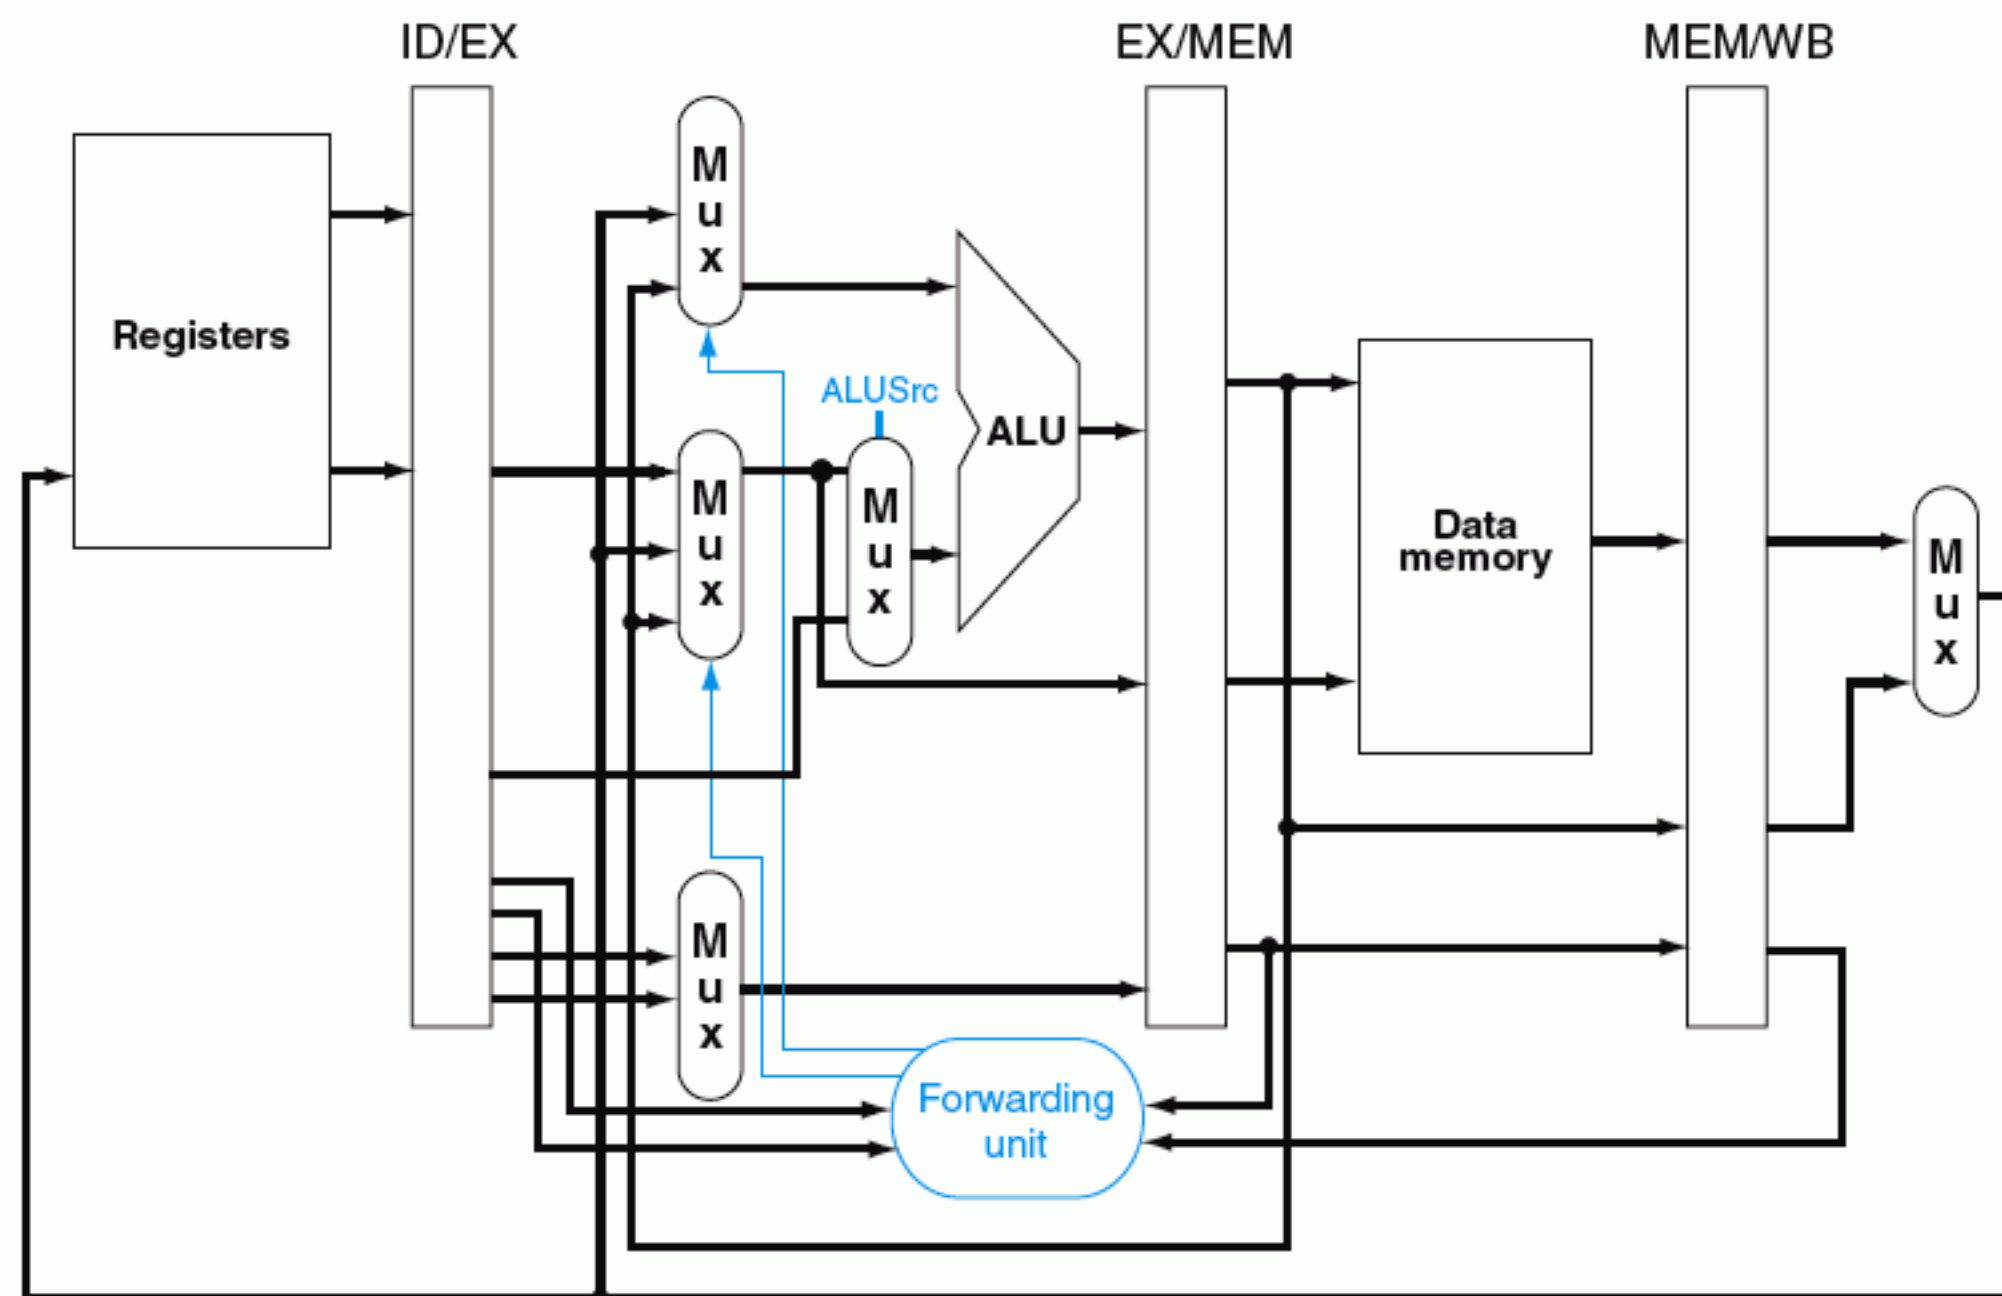 ID/EX
EX/MEM
MEM/WB
M
u
x
Registers
ALUSrc
ALU
M
u
x
M
u
x
Data
memory
M
u
x
M
u
x
Forwarding
unit